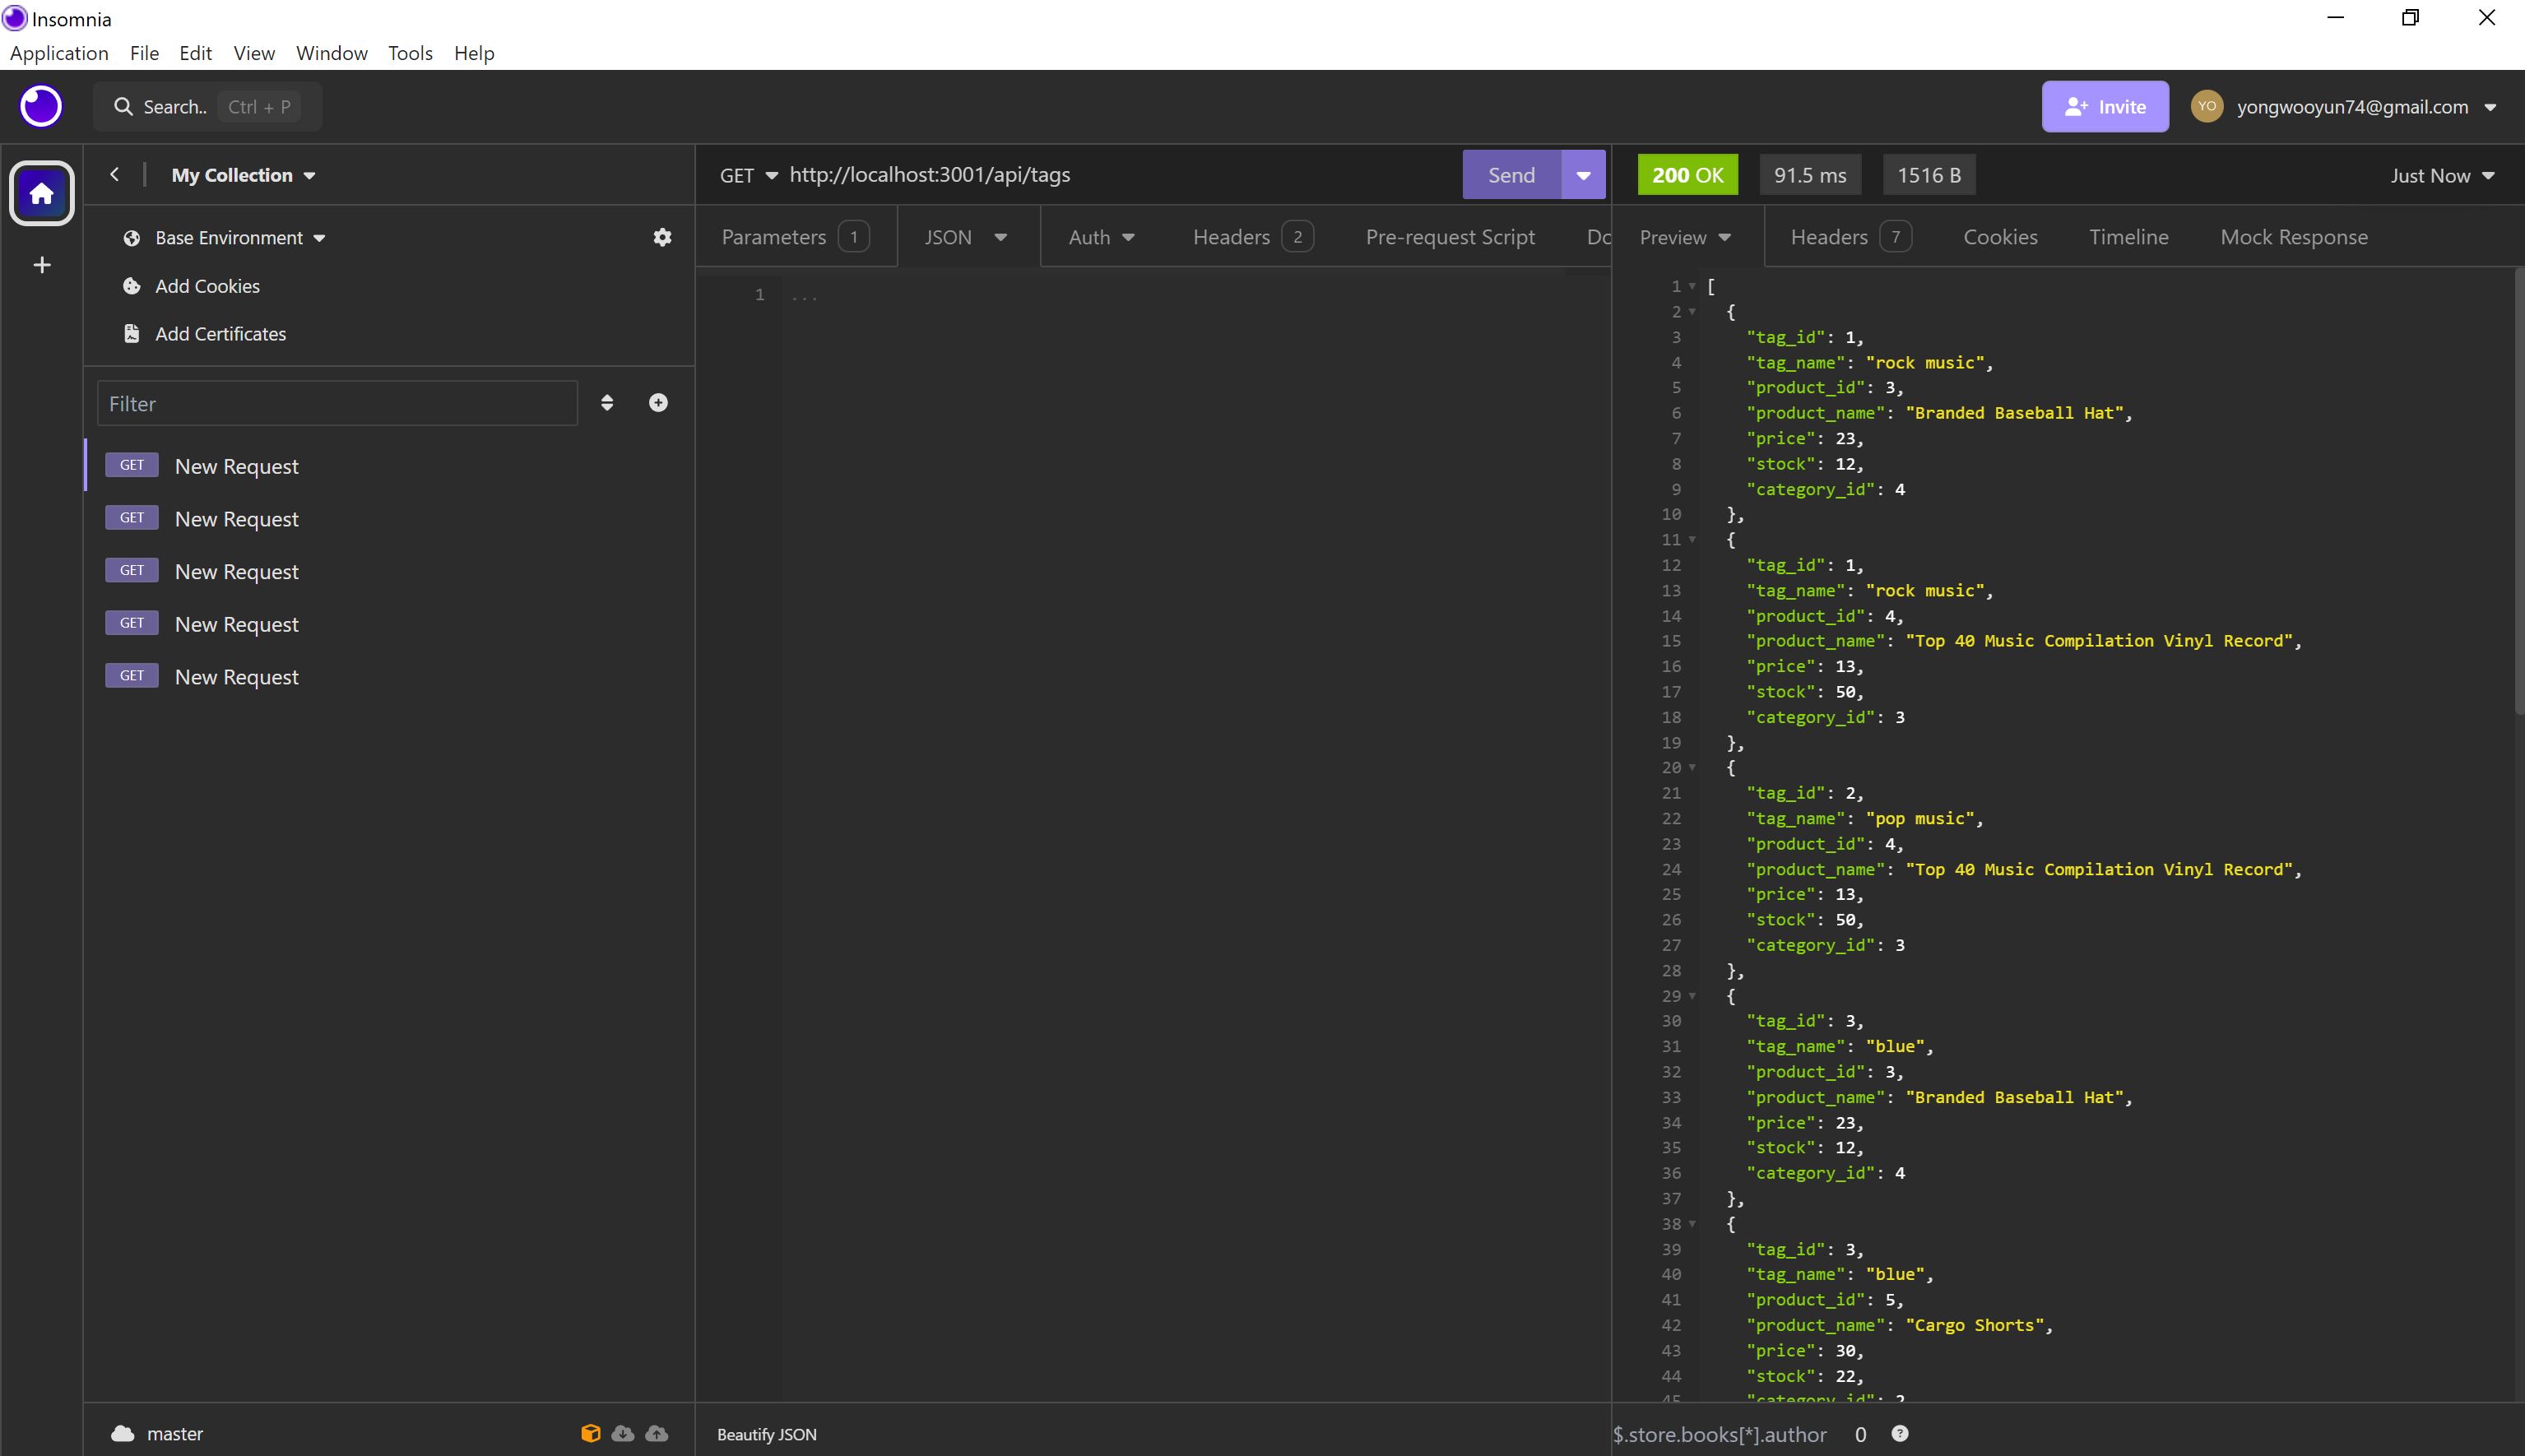 Insomnia
Application File Edit View Window Tools Help
Search.. Ctrl + P
Invite
YO yongwooyun74@gmail.com
My Collection
Base Environment
Add Cookies
Add Certificates
Filter
GET New Request
GET New Request
GET New Request
GET New Request
GET New Request
master
GET http://localhost:3001/api/tags Send
Parameters 1 JSON Auth Headers 2 Pre-request Script Do
1 ...
Beautify JSON
200 OK 91.5 ms 1516 B Just Now
Preview Headers 7 Cookies Timeline Mock Response
1 [
2 {
3 "tag_id": 1,
4 "tag_name": "rock music",
5 "product_id": 3,
6 "product_name": "Branded Baseball Hat",
7 "price": 23,
8 "stock": 12,
9 "category_id": 4
10 },
11 {
12 "tag_id": 1,
13 "tag_name": "rock music",
14 "product_id": 4,
15 "product_name": "Top 40 Music Compilation Vinyl Record",
16 "price": 13,
17 "stock": 50,
18 "category_id": 3
19 },
20 {
21 "tag_id": 2,
22 "tag_name": "pop music",
23 "product_id": 4,
24 "product_name": "Top 40 Music Compilation Vinyl Record",
25 "price": 13,
26 "stock": 50,
27 "category_id": 3
28 },
29 {
30 "tag_id": 3,
31 "tag_name": "blue",
32 "product_id": 3,
33 "product_name": "Branded Baseball Hat",
34 "price": 23,
35 "stock": 12,
36 "category_id": 4
37 },
38 {
39 "tag_id": 3,
40 "tag_name": "blue",
41 "product_id": 5,
42 "product_name": "Cargo Shorts",
43 "price": 30,
44 "stock": 22,
45 "category_id": 2
$.store.books[*].author 0 ?